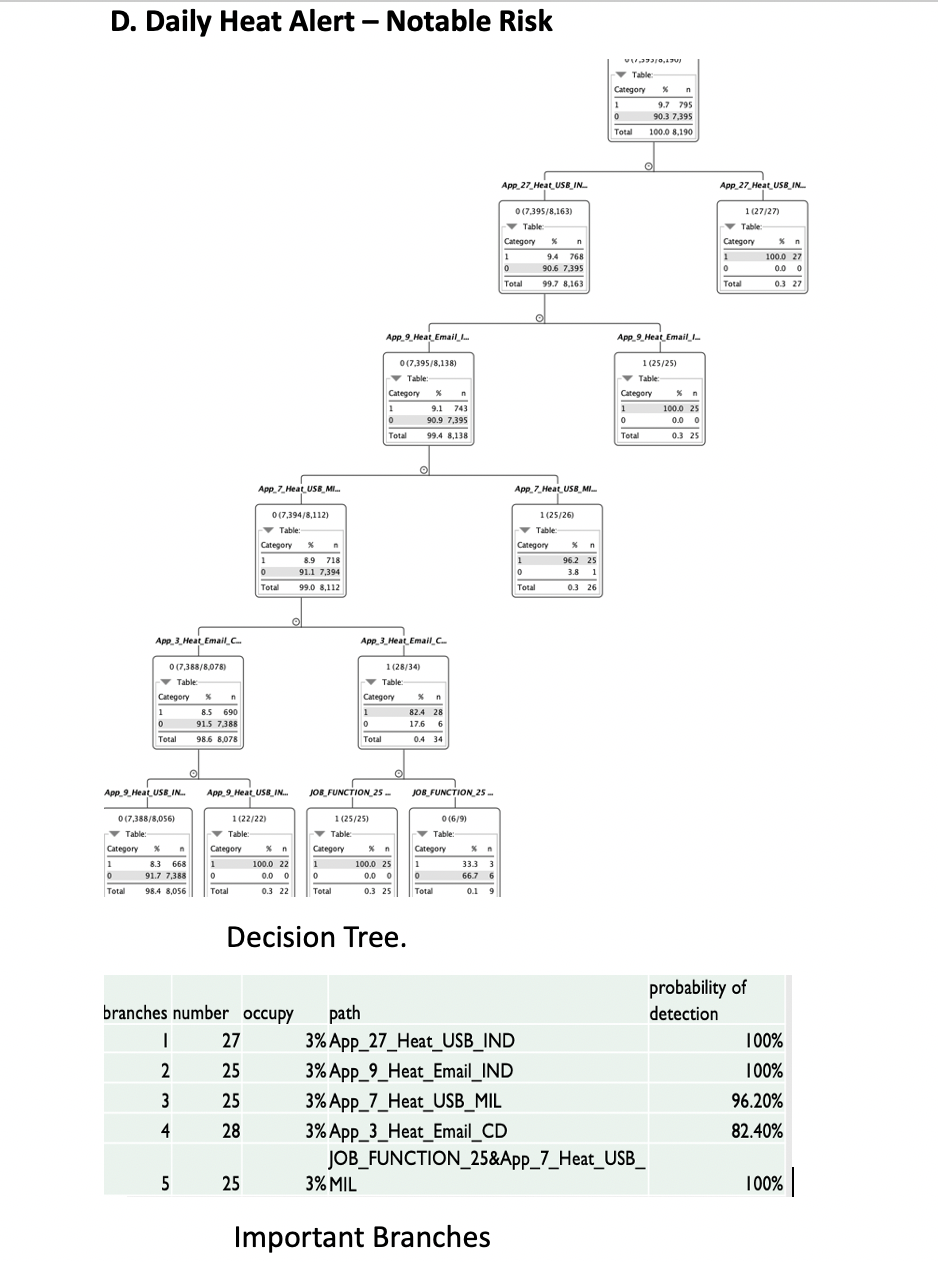 D. Daily Heat Alert – Notable Risk
0 (7,395/8,190)
Table:
Category % n
1 9.7 795
0 90.3 7,395
Total 100.0 8,190
App_27_Heat_USB_IN... App_27_Heat_USB_IN...
0 (7,395/8,163)
Table:
Category % n
1 9.4 768
0 90.6 7,395
Total 99.7 8,163
1 (27/27)
Table:
Category % n
1 100.0 27
0 0.0 0
Total 0.3 27
App_9_Heat_Email_I... App_9_Heat_Email_I...
0 (7,395/8,138)
Table:
Category % n
1 9.1 743
0 90.9 7,395
Total 99.4 8,138
1 (25/25)
Table:
Category % n
1 100.0 25
0 0.0 0
Total 0.3 25
App_7_Heat_USB_MI... App_7_Heat_USB_MI...
0 (7,394/8,112)
Table:
Category % n
1 8.9 718
0 91.1 7,394
Total 99.0 8,112
1 (25/26)
Table:
Category % n
1 96.2 25
0 3.8 1
Total 0.3 26
App_3_Heat_Email_C... App_3_Heat_Email_C...
0 (7,388/8,078)
Table:
Category % n
1 8.5 690
0 91.5 7,388
Total 98.6 8,078
1 (28/34)
Table:
Category % n
1 82.4 28
0 17.6 6
Total 0.4 34
App_9_Heat_USB_IN... App_9_Heat_USB_IN... JOB_FUNCTION_25 ... JOB_FUNCTION_25 ...
0 (7,388/8,056)
Table:
Category % n
1 8.3 668
0 91.7 7,388
Total 98.4 8,056
1 (22/22)
Table:
Category % n
1 100.0 22
0 0.0 0
Total 0.3 22
1 (25/25)
Table:
Category % n
1 100.0 25
0 0.0 0
Total 0.3 25
0 (6/9)
Table:
Category % n
1 33.3 3
0 66.7 6
Total 0.1 9
Decision Tree.
probability of
branches number occupy path detection
1 27 3% App_27_Heat_USB_IND 100%
2 25 3% App_9_Heat_Email_IND 100%
3 25 3% App_7_Heat_USB_MIL 96.20%
4 28 3% App_3_Heat_Email_CD 82.40%
JOB_FUNCTION_25&App_7_Heat_USB_
5 25 3% MIL 100%
Important Branches